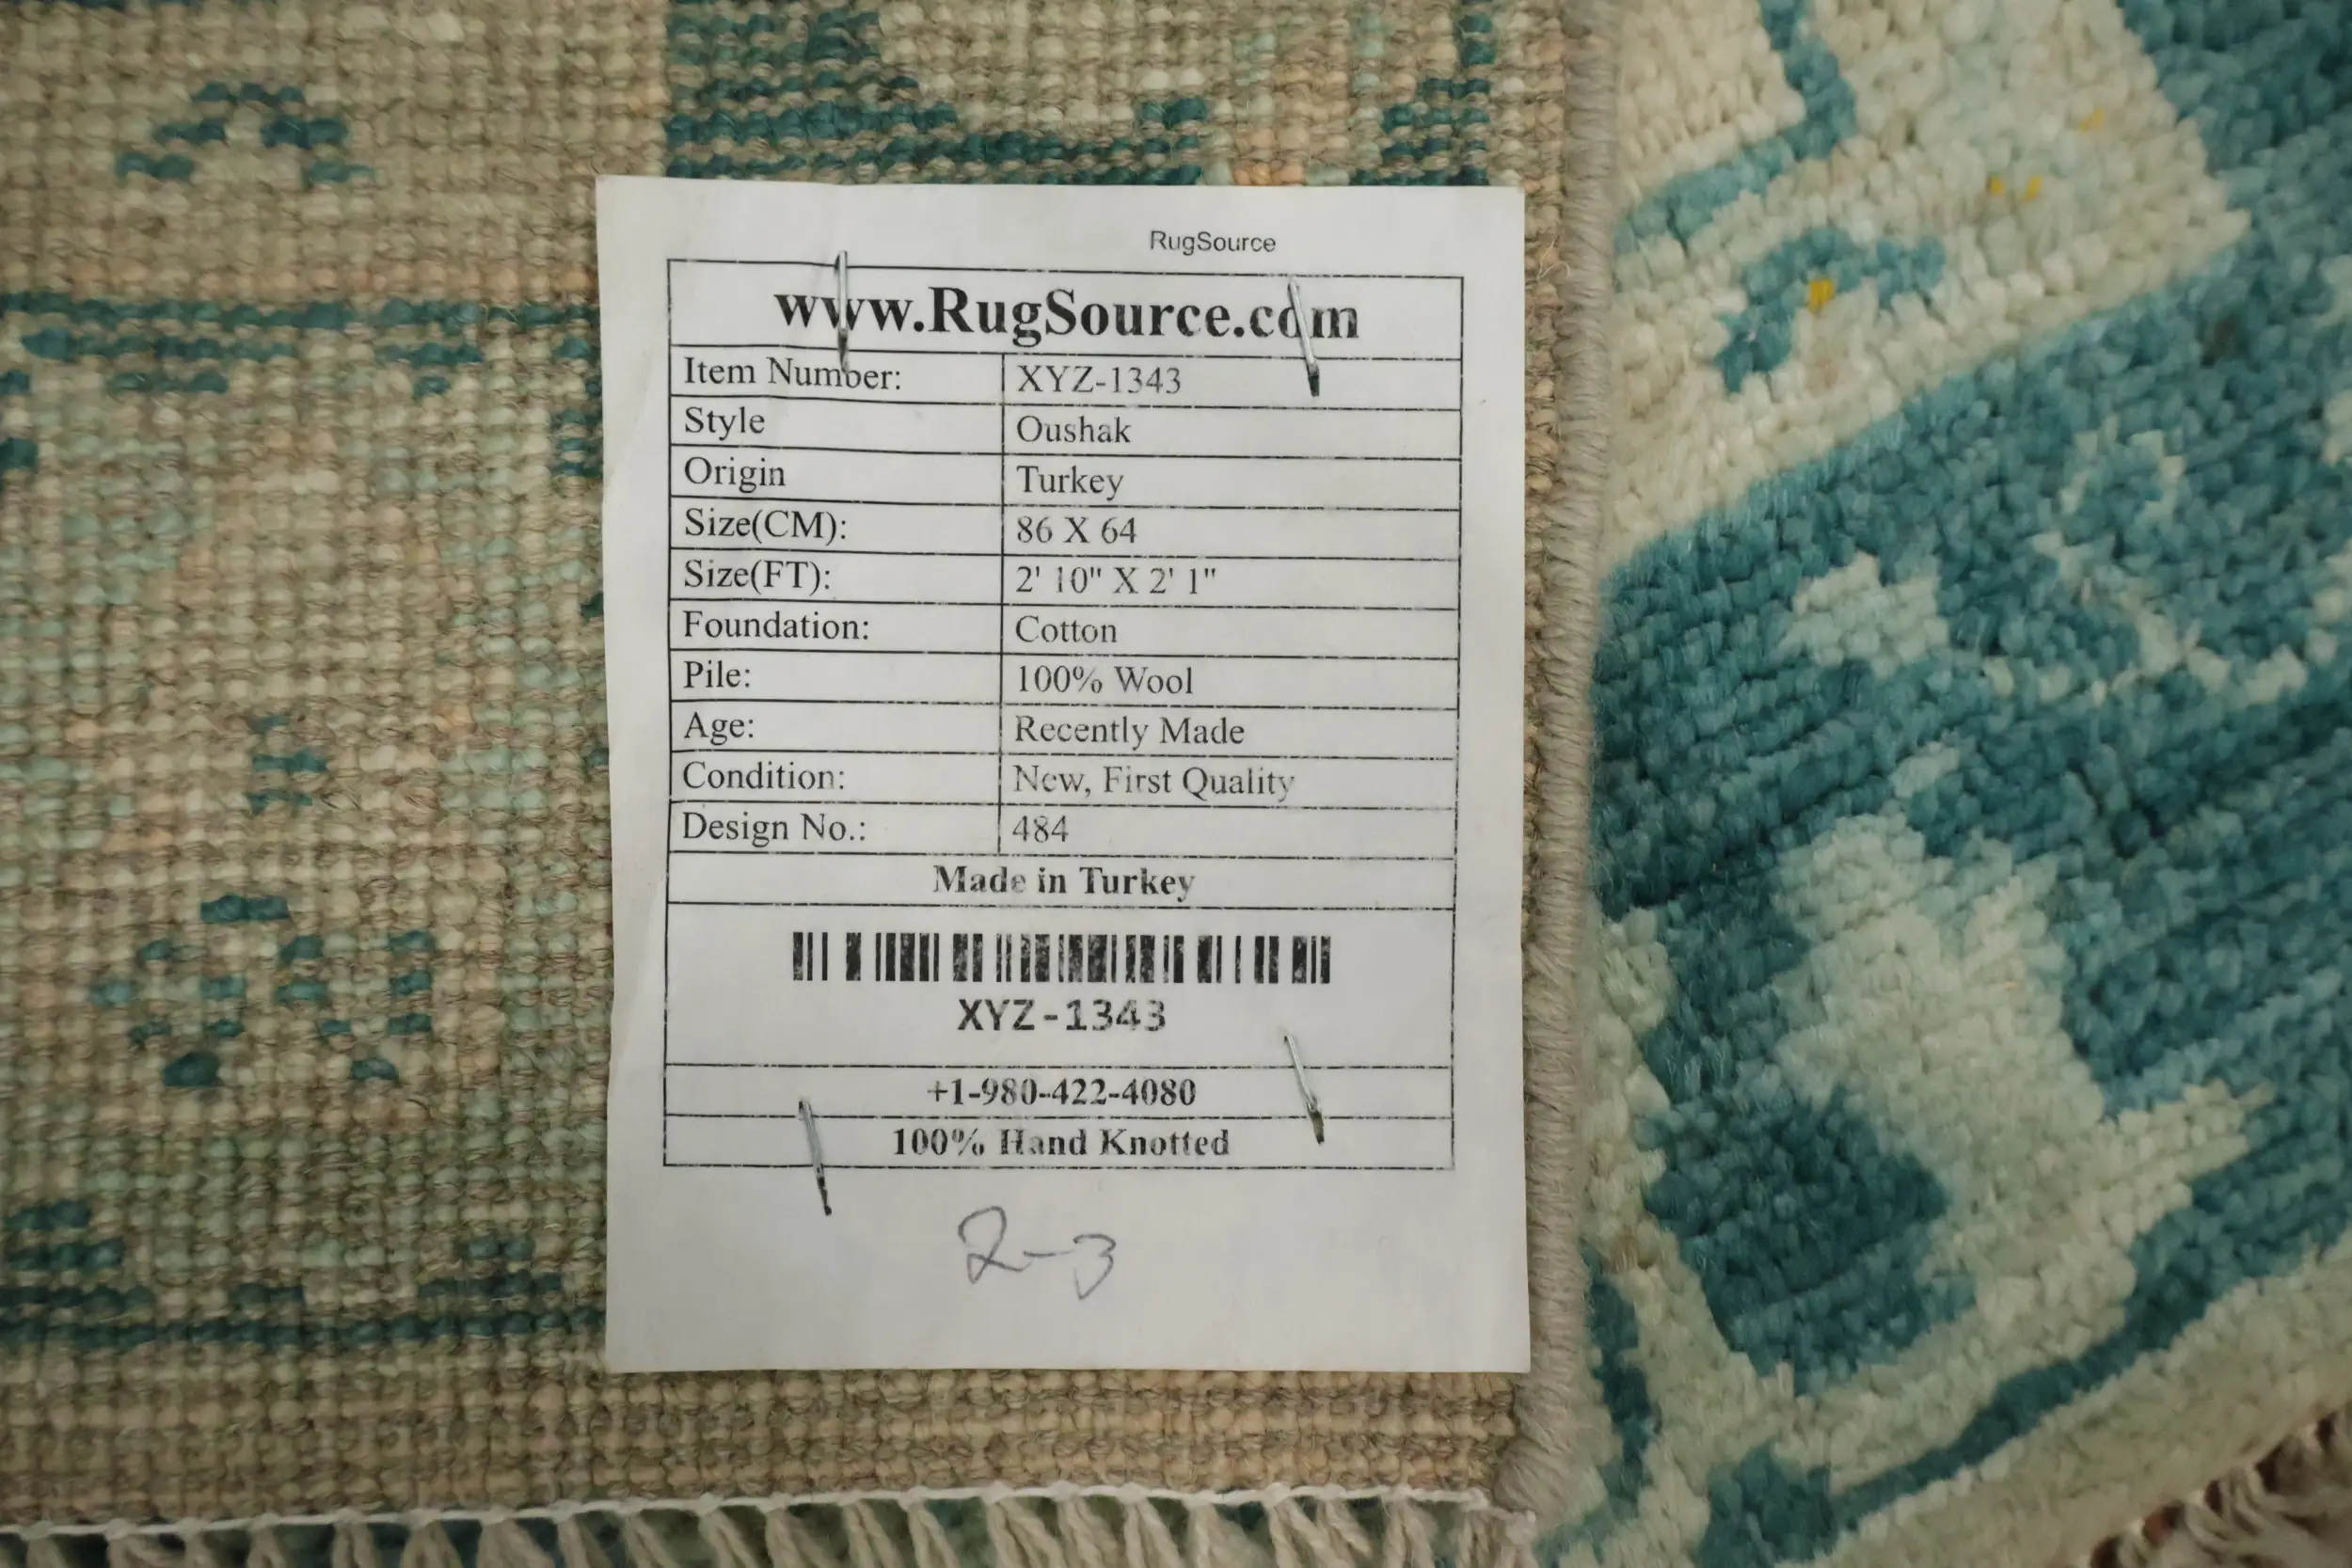 RugSource
www.RugSource.com
Item Number: XYZ-1343
Style Oushak
Origin Turkey
Size(CM): 86 X 64
Size(FT): 2' 10" X 2' 1"
Foundation: Cotton
Pile: 100% Wool
Age: Recently Made
Condition: New, First Quality
Design No.: 484
Made in Turkey
XYZ-1343
+1-980-422-4080
100% Hand Knotted
2-3